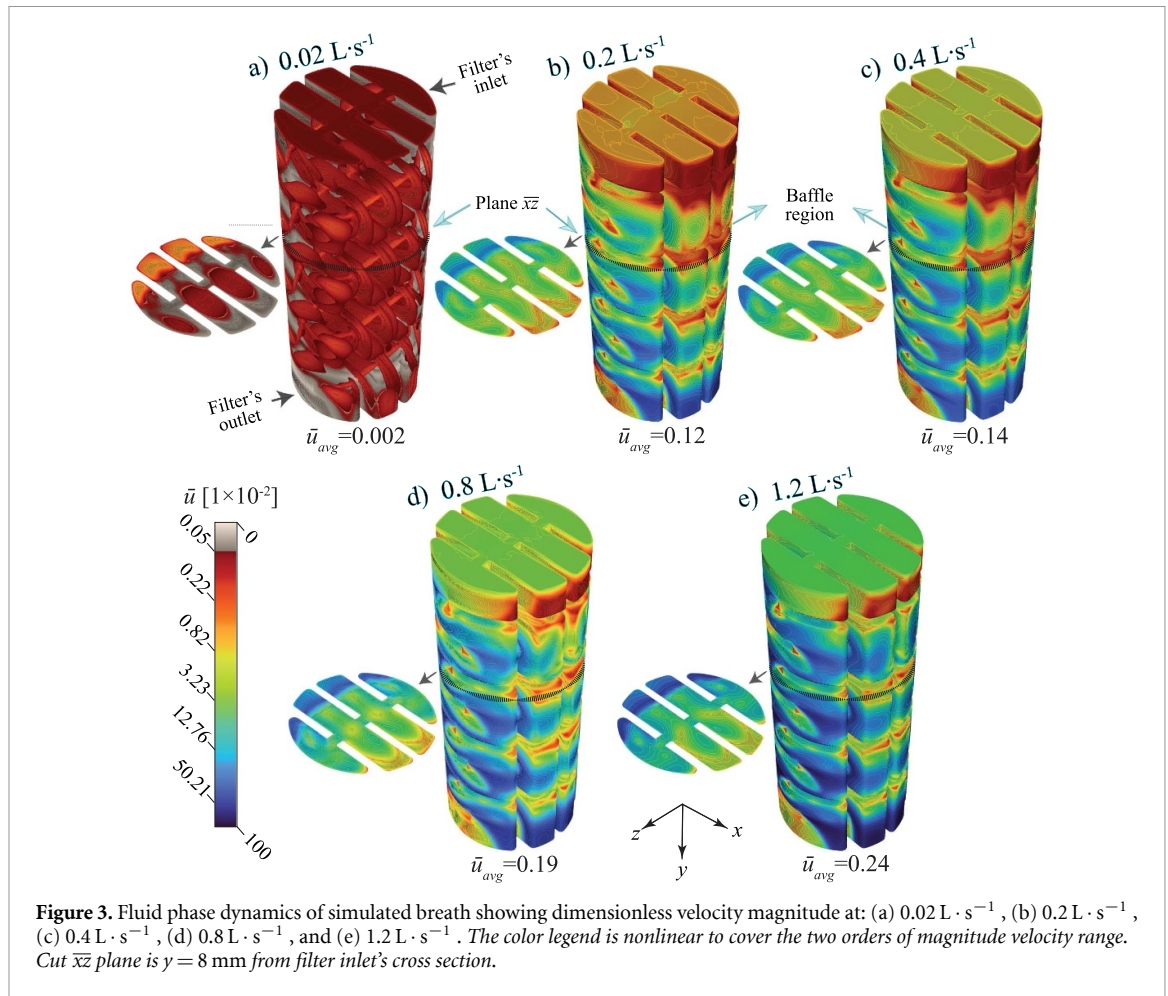 a) 0.02 L·s⁻¹
Filter's
inlet
b) 0.2 L·s⁻¹
c) 0.4 L·s⁻¹
Plane x̅z̅
Baffle
region
Filter's
outlet
ū_avg=0.002
ū_avg=0.12
ū_avg=0.14
d) 0.8 L·s⁻¹
e) 1.2 L·s⁻¹
ū [1×10⁻²]
0
0.05
0.22
0.82
3.23
12.76
50.21
100
z
x
y
ū_avg=0.19
ū_avg=0.24
Figure 3. Fluid phase dynamics of simulated breath showing dimensionless velocity magnitude at: (a) 0.02 L · s⁻¹ , (b) 0.2 L · s⁻¹ ,
(c) 0.4 L · s⁻¹ , (d) 0.8 L · s⁻¹ , and (e) 1.2 L · s⁻¹ . The color legend is nonlinear to cover the two orders of magnitude velocity range.
Cut x̅z̅ plane is y = 8 mm from filter inlet's cross section.